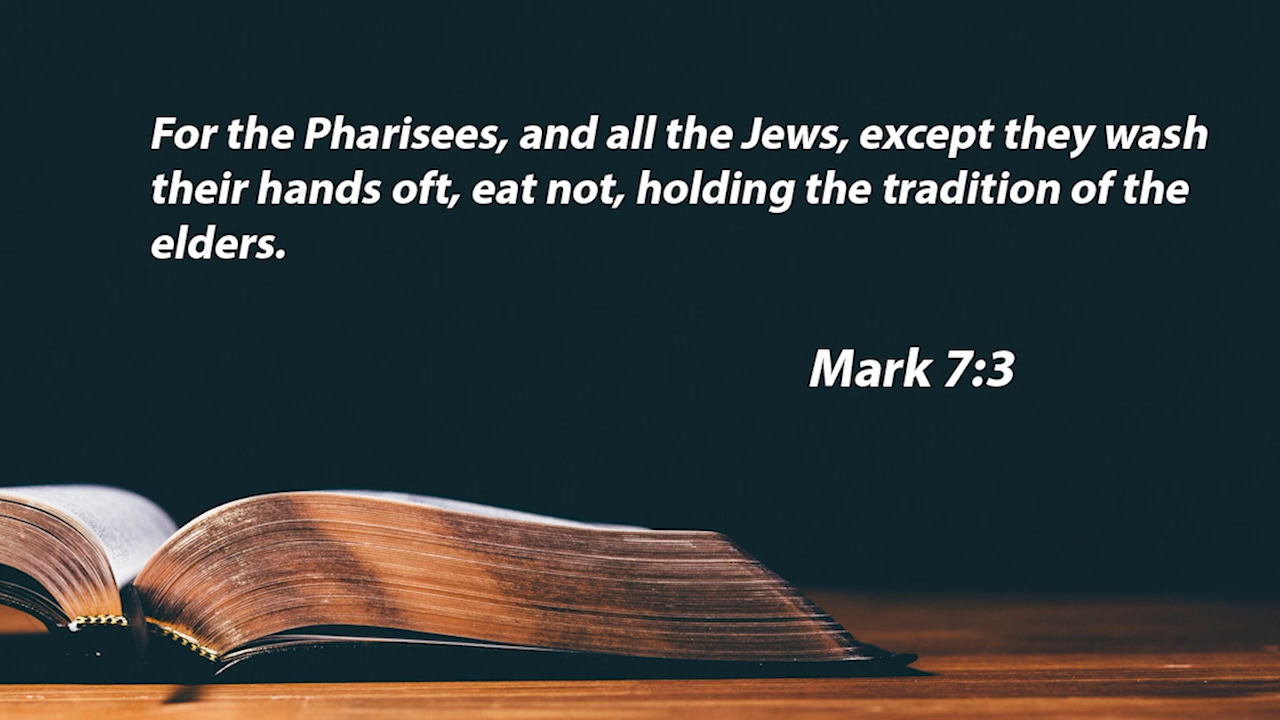 For the Pharisees, and all the Jews, except they wash
their hands oft, eat not, holding the tradition of the
elders.
Mark 7:3